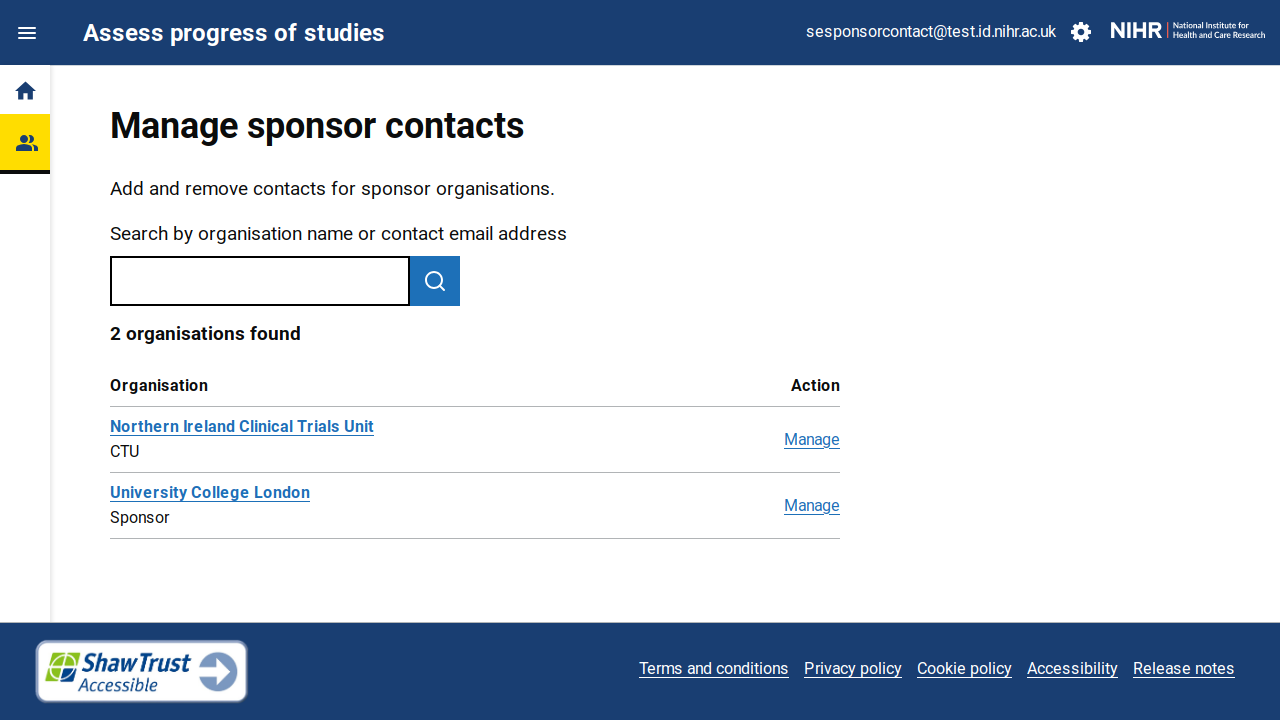 Assess progress of studies
sesponsorcontact@test.id.nihr.ac.uk
NIHR | National Institute for
Health and Care Research
Manage sponsor contacts
Add and remove contacts for sponsor organisations.
Search by organisation name or contact email address
2 organisations found
Organisation Action
Northern Ireland Clinical Trials Unit
CTU
Manage
University College London
Sponsor
Manage
Shaw Trust
Accessible
Terms and conditions Privacy policy Cookie policy Accessibility Release notes